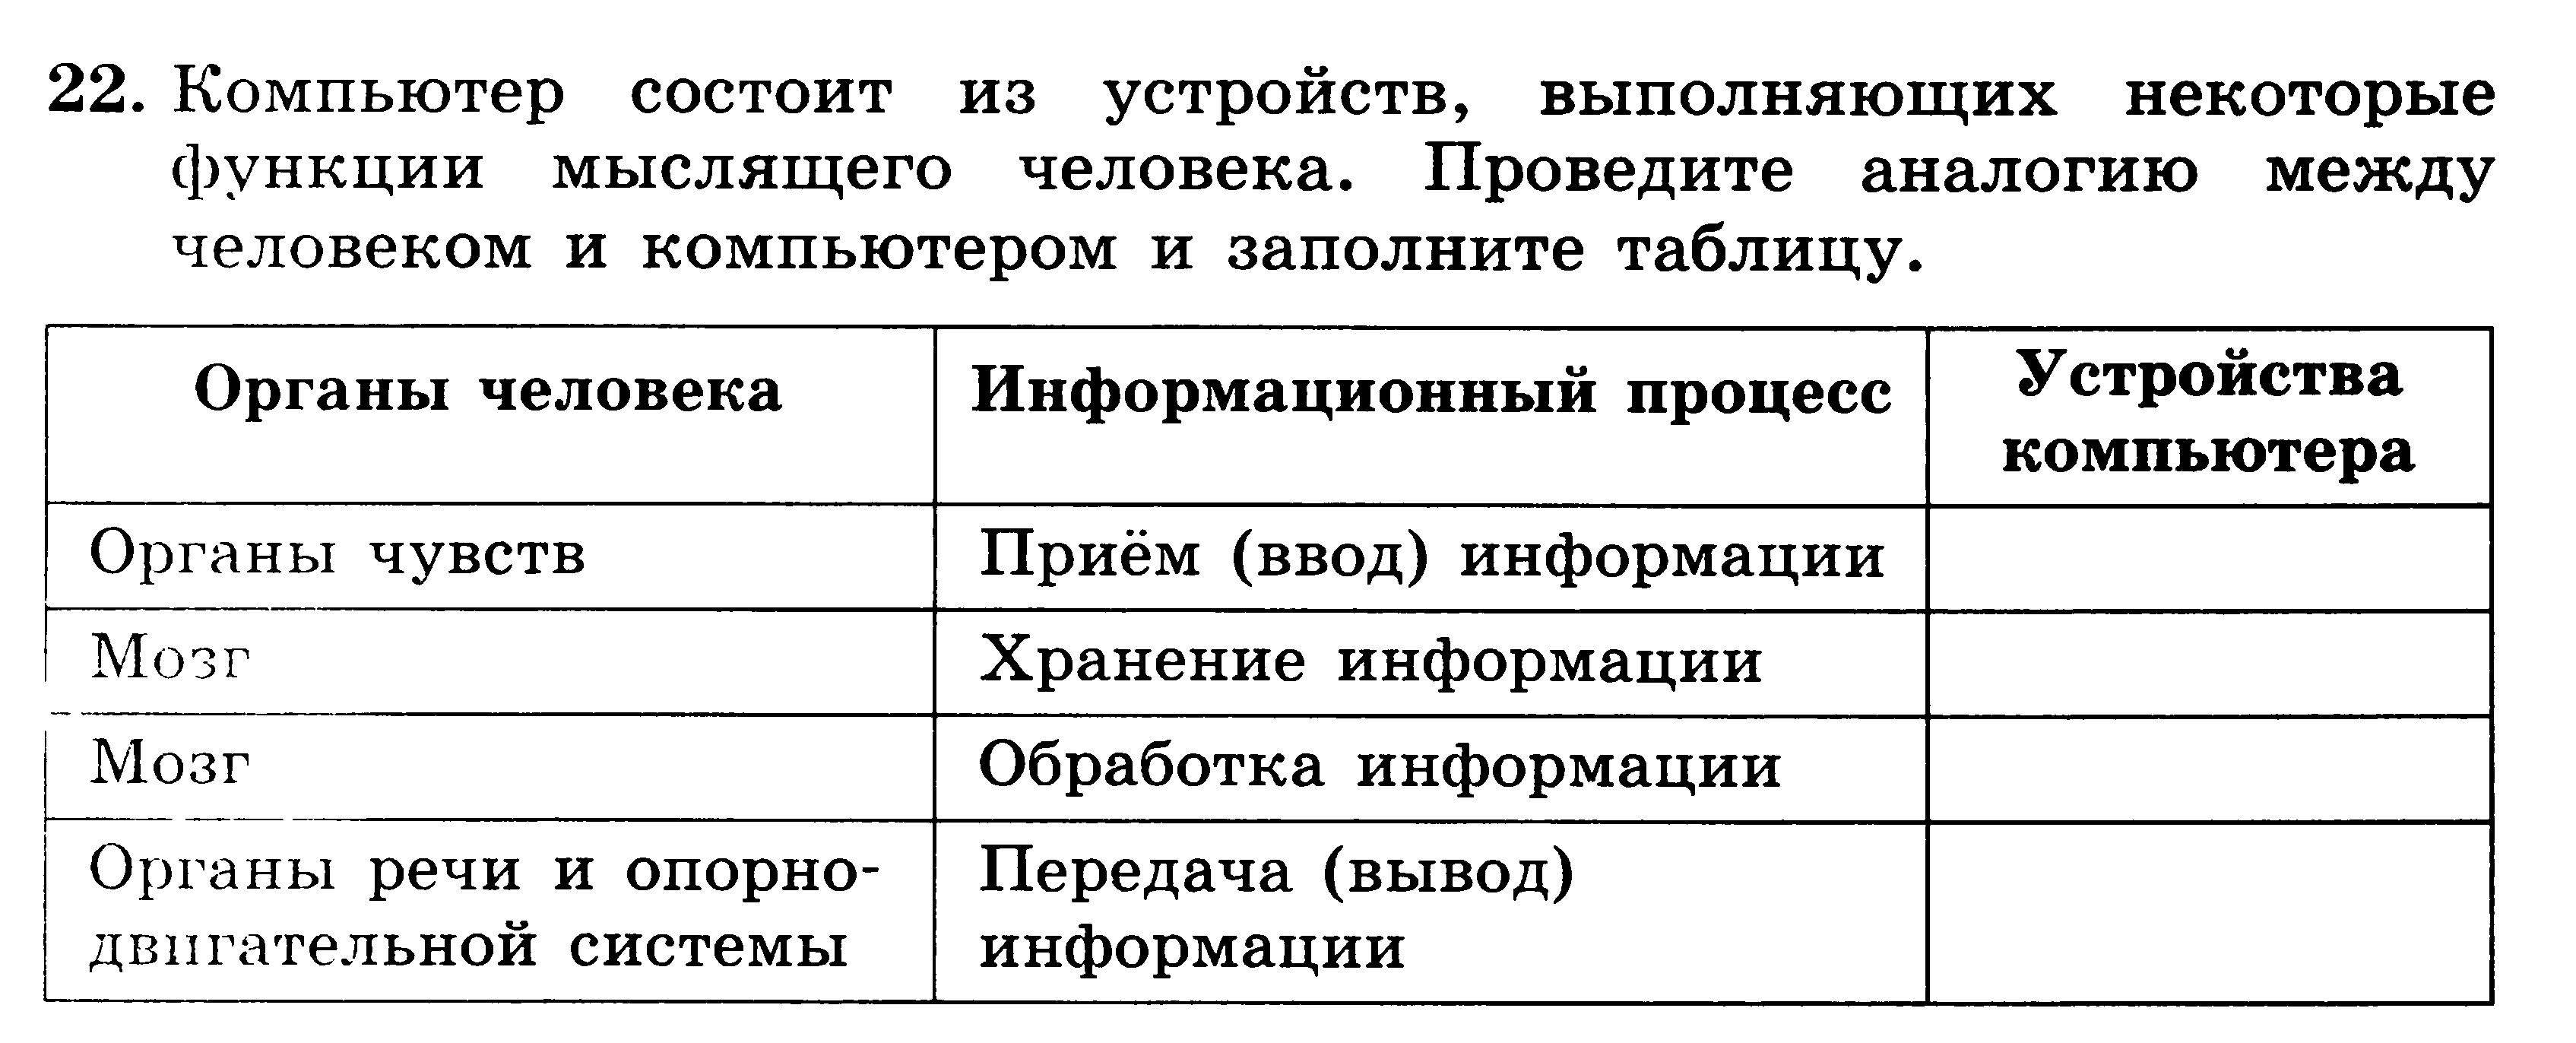 22. Компьютер состоит из устройств, выполняющих некоторые
функции мыслящего человека. Проведите аналогию между
человеком и компьютером и заполните таблицу.
Органы человека
Информационный процесс
Устройства
компьютера
Органы чувств
Приём (ввод) информации
Мозг
Хранение информации
Мозг
Обработка информации
Органы речи и опорно-
двигательной системы
Передача (вывод)
информации